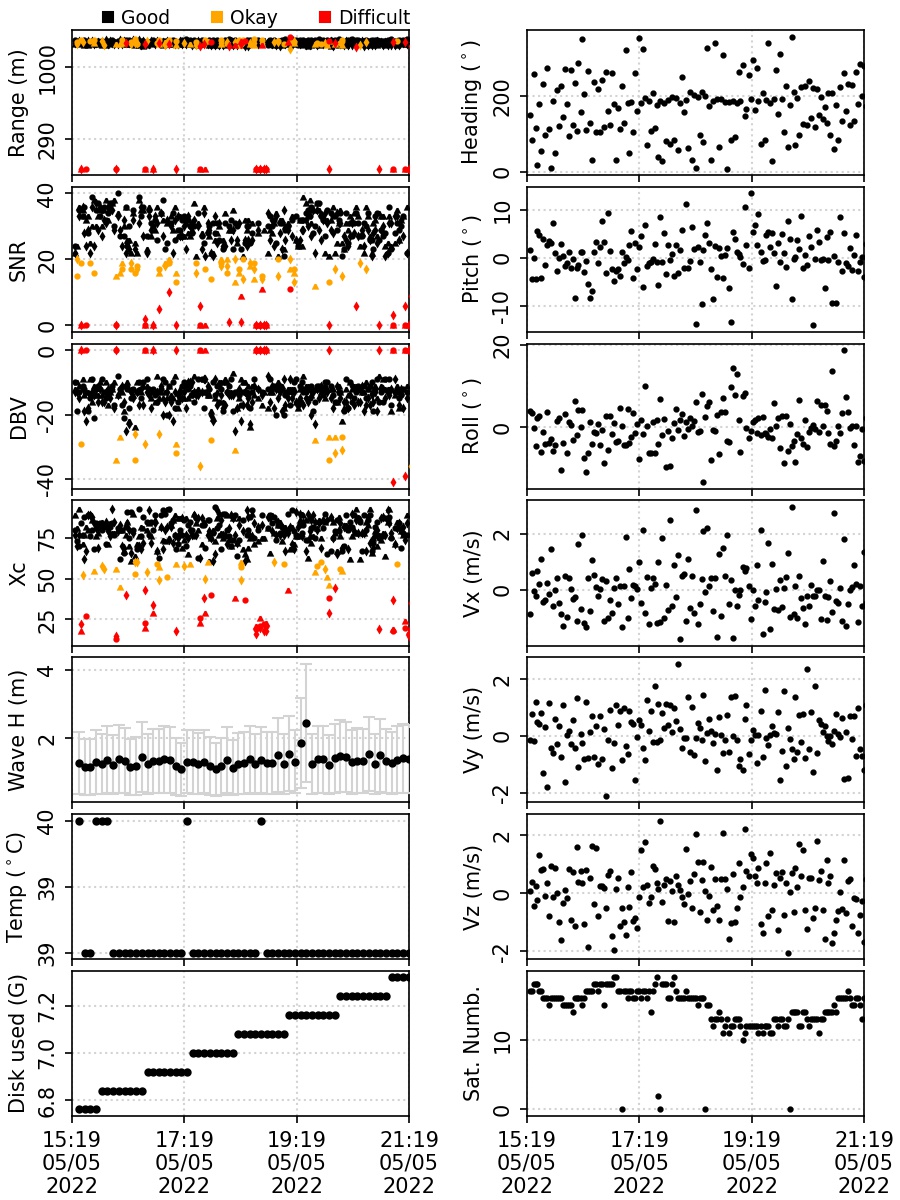 Good Okay Difficult
Range (m)
1000
290
SNR
40
20
0
DBV
0
-20
-40
Xc
75
50
25
Wave H (m)
4
2
Temp (°C)
40
39
39
Disk used (G)
7.2
7.0
6.8
15:19 17:19 19:19 21:19
05/05 05/05 05/05 05/05
2022 2022 2022 2022
Heading (°)
200
0
Pitch (°)
10
0
-10
Roll (°)
20
0
Vx (m/s)
2
0
Vy (m/s)
2
0
-2
Vz (m/s)
2
0
-2
Sat. Numb.
10
0
15:19 17:19 19:19 21:19
05/05 05/05 05/05 05/05
2022 2022 2022 2022